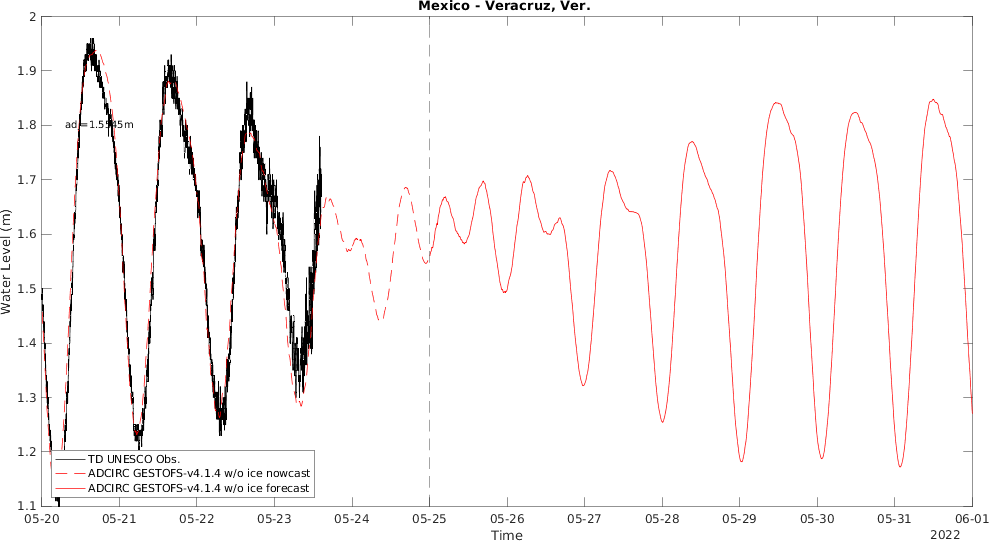 Mexico - Veracruz, Ver.
2
1.9
1.8
1.7
1.6
1.5
1.4
1.3
1.2
1.1
Water Level (m)
TD UNESCO Obs.
ADCIRC GESTOFS-v4.1.4 w/o ice nowcast
ADCIRC GESTOFS-v4.1.4 w/o ice forecast
05-20 05-21 05-22 05-23 05-24 05-25 05-26 05-27 05-28 05-29 05-30 05-31 06-01
Time
2022